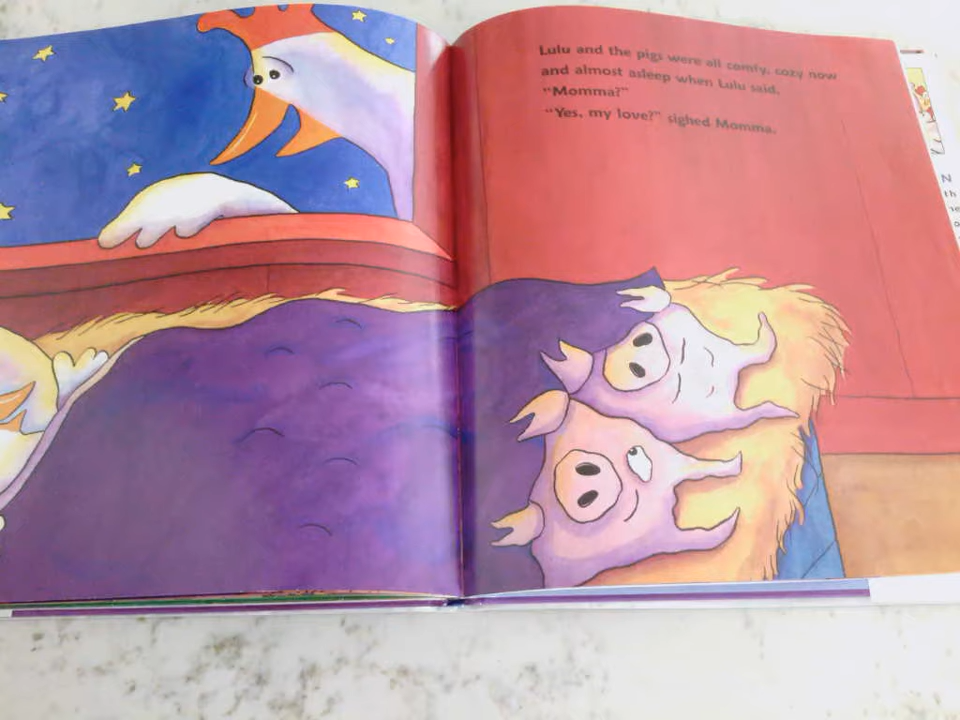 Lulu and the pigs were all comfy, cozy now
and almost asleep when Lulu said,
"Momma?"
"Yes, my love?" sighed Momma.
N
th